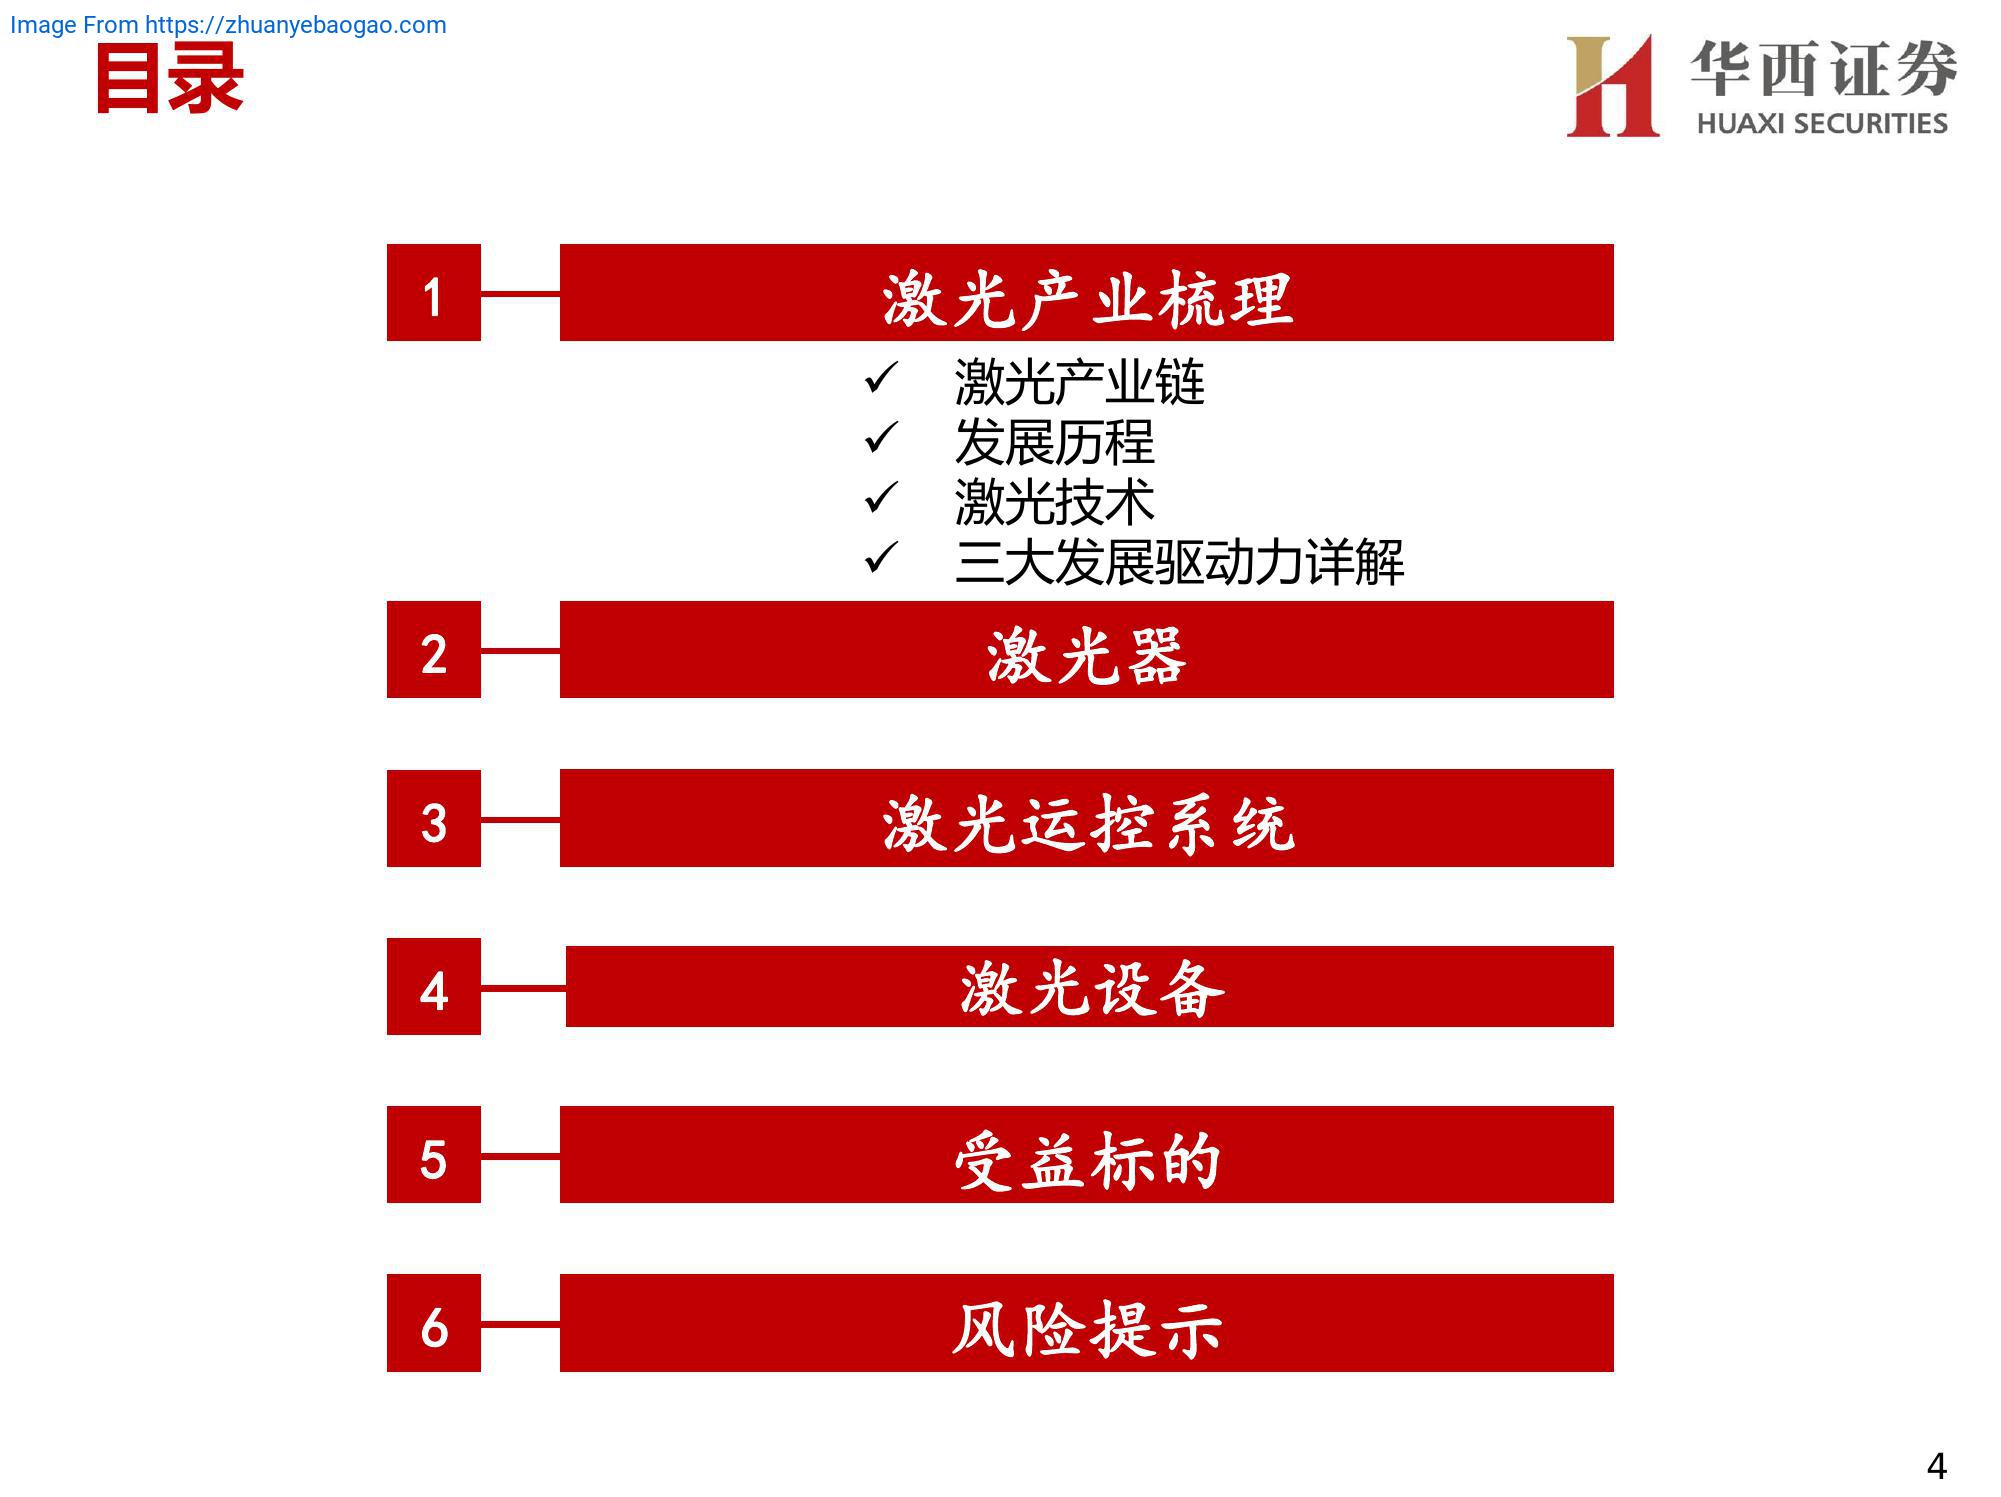 Image From https://zhuanyebaogao.com
目录
华西证券
HUAXI SECURITIES
1
激光产业梳理
✓ 激光产业链
✓ 发展历程
✓ 激光技术
✓ 三大发展驱动力详解
2
激光器
3
激光运控系统
4
激光设备
5
受益标的
6
风险提示
4